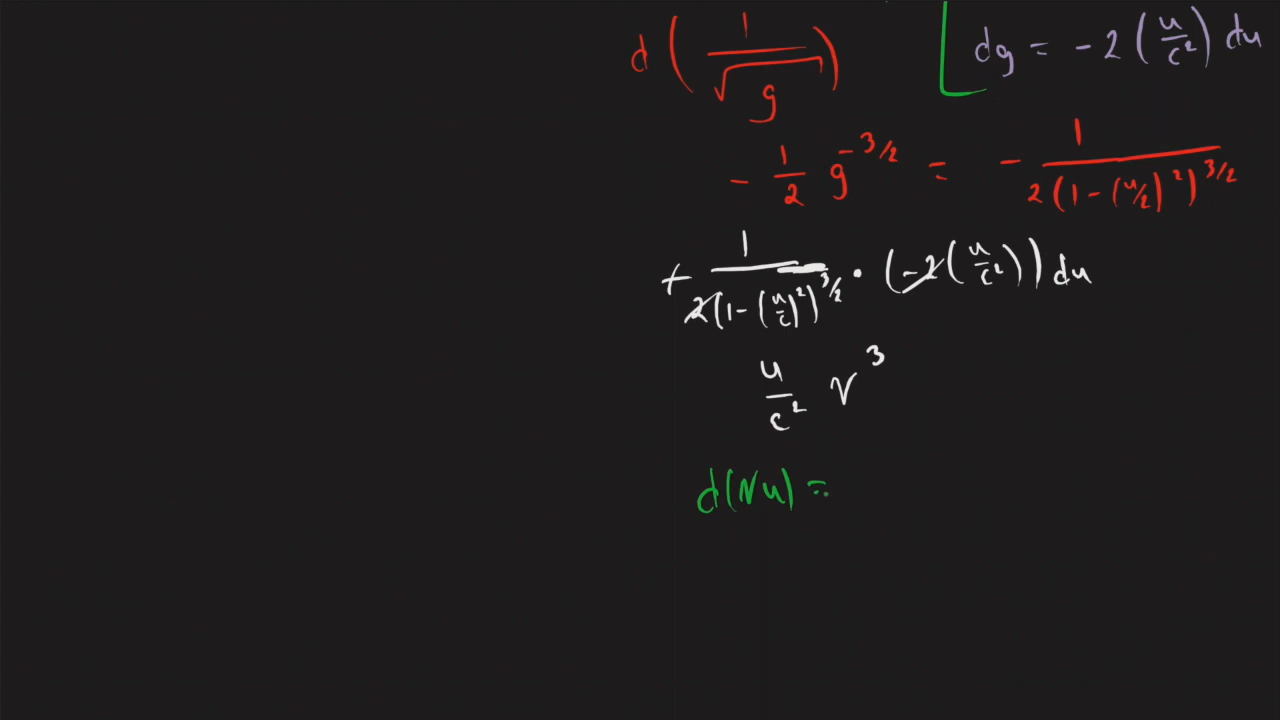 d(1/√g)
dg = -2(u/c²) du
- 1/2 g^(-3/2) = - 1/(2(1-(u/2)²)^(3/2))
+ 1/(2(1-(u/c)²)^(3/2)) · (-2(u/c²)) du
u/c² γ³
d(γu) =